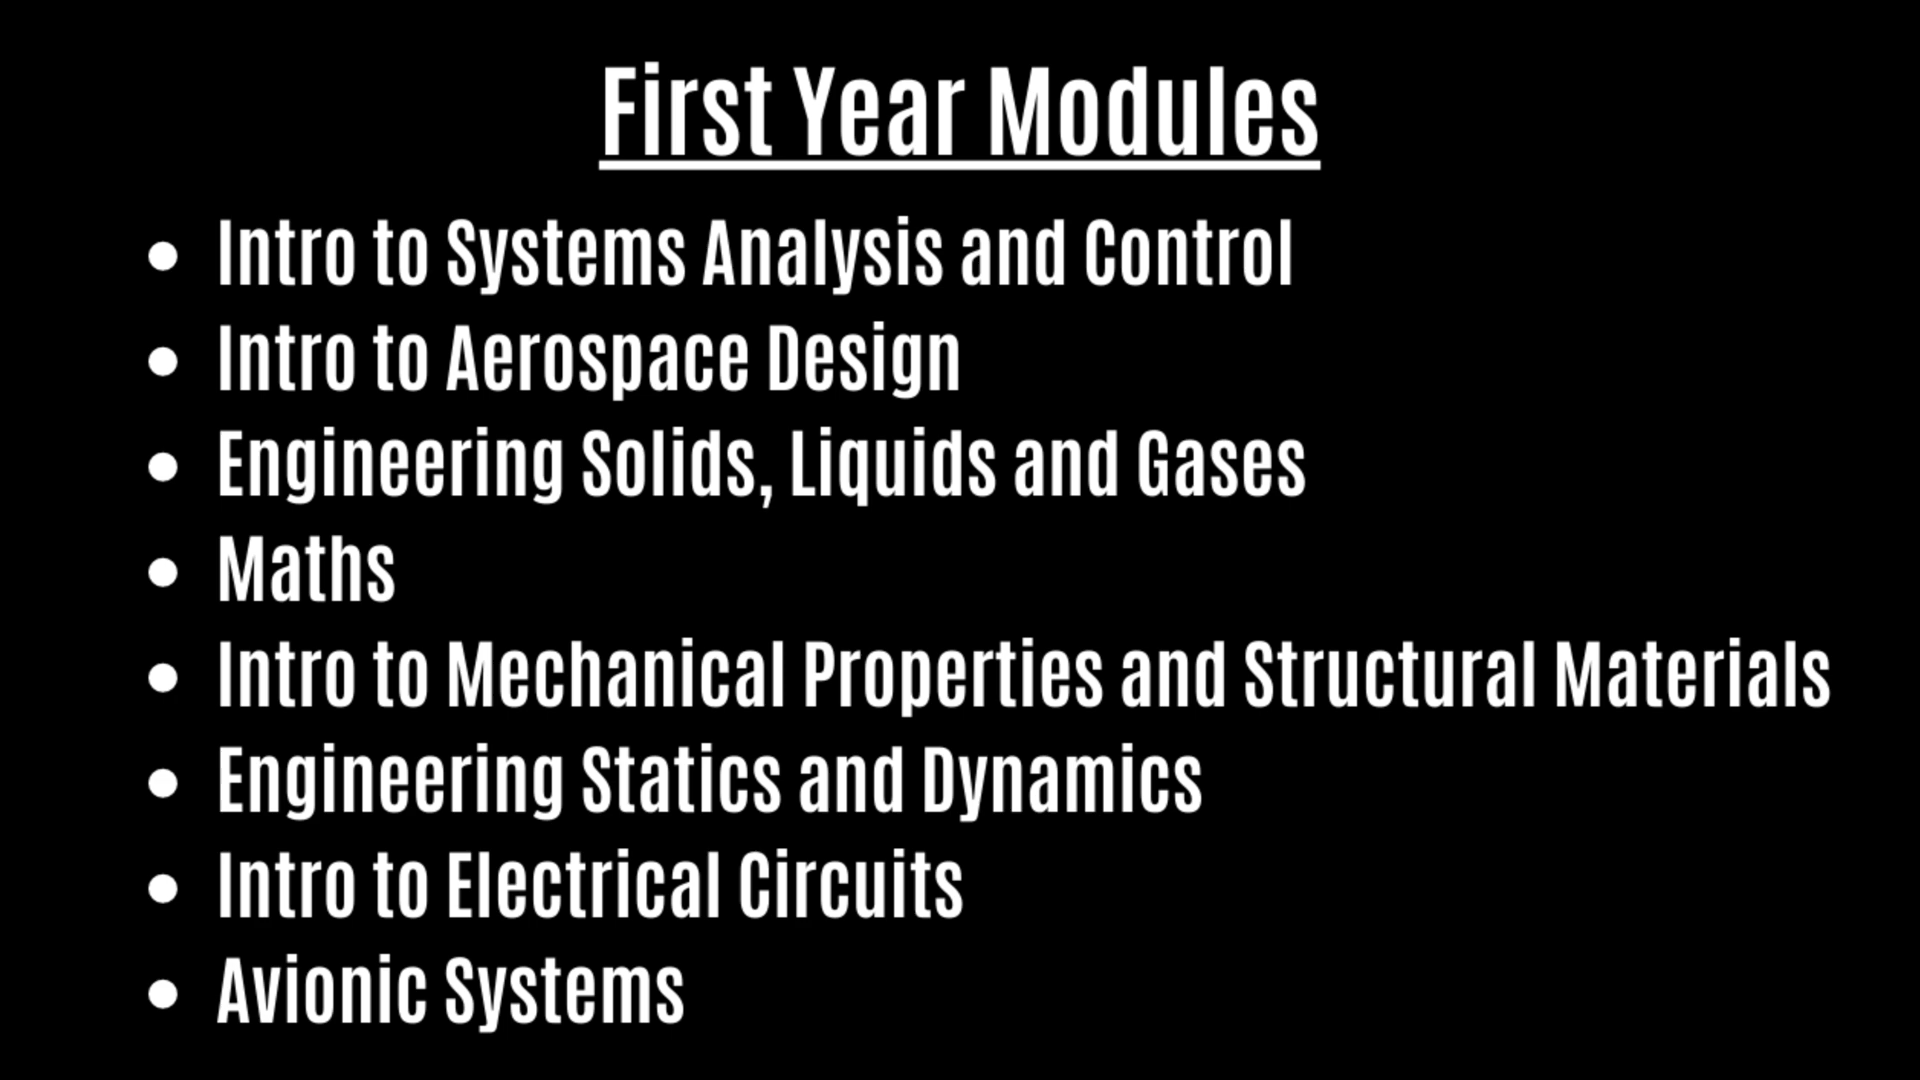 First Year Modules
Intro to Systems Analysis and Control
Intro to Aerospace Design
Engineering Solids, Liquids and Gases
Maths
Intro to Mechanical Properties and Structural Materials
Engineering Statics and Dynamics
Intro to Electrical Circuits
Avionic Systems